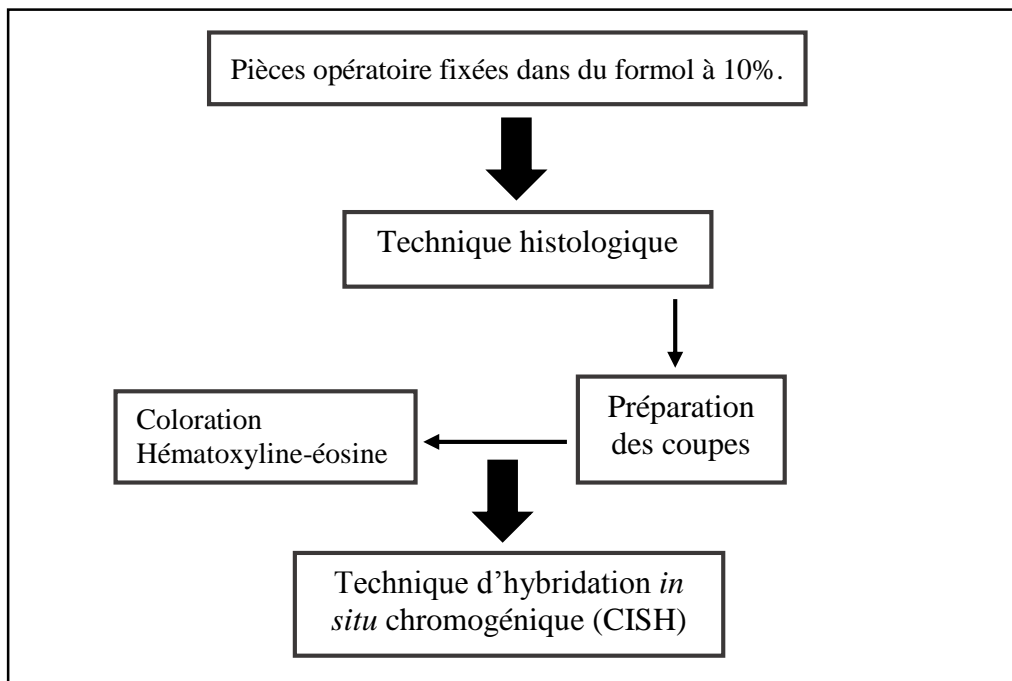 Pièces opératoire fixées dans du formol à 10%.
Technique histologique
Préparation
des coupes
Coloration
Hématoxyline-éosine
Technique d’hybridation in
situ chromogénique (CISH)